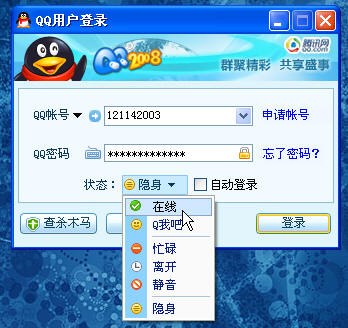 QQ用户登录
QQ2008
腾讯网
QQ.com
群聚精彩 共享盛事
QQ帐号 121142003 申请帐号
QQ密码 ************* 忘了密码?
状态: 隐身 自动登录
查杀木马 登录
在线
Q我吧
忙碌
离开
静音
隐身